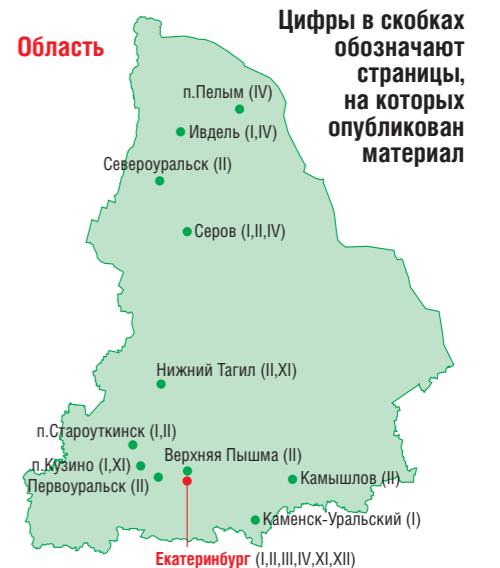 Область
Цифры в скобках
обозначают
страницы,
на которых
опубликован
материал
п.Пелым (IV)
Ивдель (I,IV)
Североуральск (II)
Серов (I,II,IV)
Нижний Тагил (II,XI)
п.Староуткинск (I,II)
Верхняя Пышма (II)
п.Кузино (I,XI)
Первоуральск (II)
Камышлов (II)
Каменск-Уральский (I)
Екатеринбург (I,II,III,IV,XI,XII)